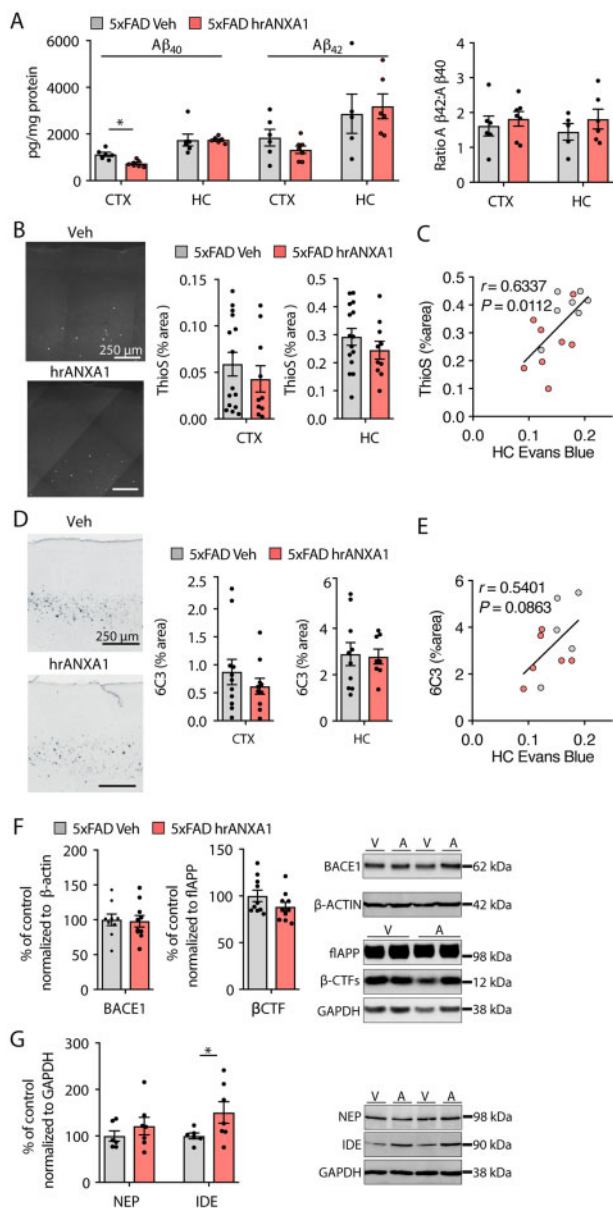 A
5xFAD Veh 5xFAD hrANXA1
Aβ40 Aβ42
pg/mg protein
6000
4000
2000
0
*
CTX HC CTX HC
Ratio A β42:A β40
4
3
2
1
0
CTX HC
B
Veh
250 μm
hrANXA1
5xFAD Veh 5xFAD hrANXA1
ThioS (% area)
0.15
0.10
0.05
0.00
CTX
ThioS (% area)
0.5
0.4
0.3
0.2
0.1
0.0
HC
C
r = 0.6337
P = 0.0112
ThioS (%area)
0.5
0.4
0.3
0.2
0.1
0
0.0 0.1 0.2
HC Evans Blue
D
Veh
250 μm
hrANXA1
5xFAD Veh 5xFAD hrANXA1
6C3 (%area)
2.5
2.0
1.5
1.0
0.5
0.0
CTX
6
4
2
0
HC
E
r = 0.5401
P = 0.0863
6C3 (%area)
6
4
2
0
0.0 0.1 0.2
HC Evans Blue
F
5xFAD Veh 5xFAD hrANXA1
% of control
normalized to β-actin
200
150
100
50
0
BACE1
% of control
normalized to flAPP
150
100
50
0
βCTF
V A V A
BACE1 62 kDa
β-ACTIN 42 kDa
V A
flAPP 98 kDa
β-CTFs 12 kDa
GAPDH 38 kDa
G
% of control
normalized to GAPDH
300
200
100
0
*
NEP IDE
V A V A
NEP 98 kDa
IDE 90 kDa
GAPDH 38 kDa